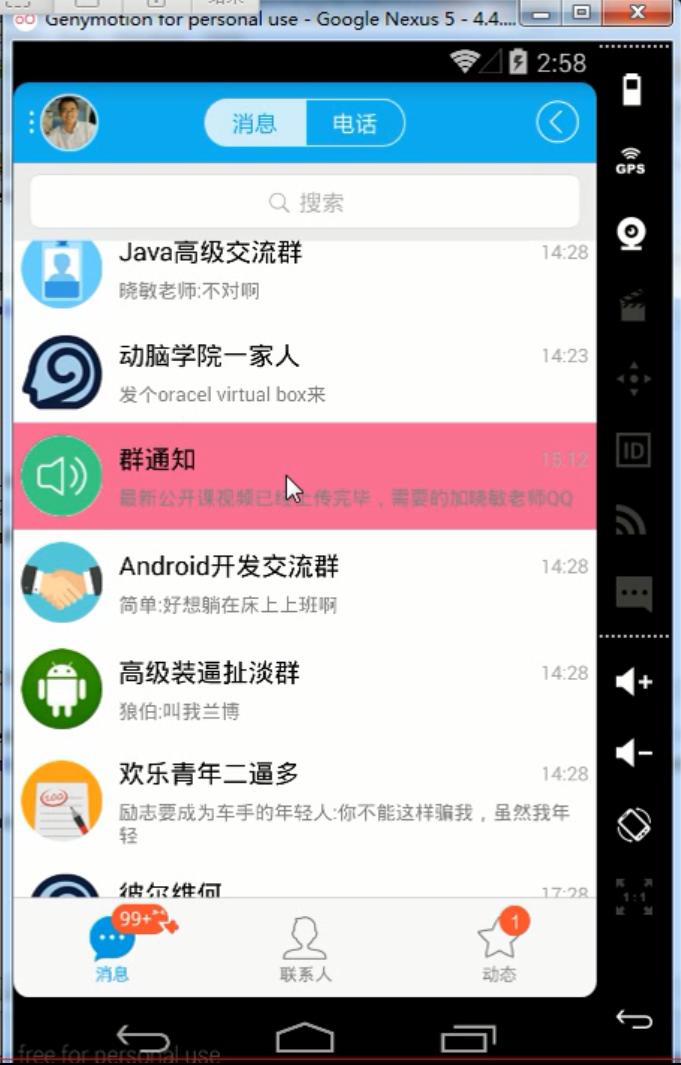 Genymotion for personal use - Google Nexus 5 - 4.4....
2:58
消息
电话
搜索
GPS
Java高级交流群
14:28
晓敏老师:不对啊
动脑学院一家人
14:23
发个oracel virtual box来
ID
群通知
15:12
最新公开课视频已经上传完毕，需要的加晓敏老师QQ
Android开发交流群
14:28
简单:好想躺在床上上班啊
高级装逼扯淡群
14:28
狼伯:叫我兰博
欢乐青年二逼多
14:28
励志要成为车手的年轻人:你不能这样骗我，虽然我年
轻
彼尔维何
17:28
1:1
99+
1
消息
联系人
动态
free for personal use